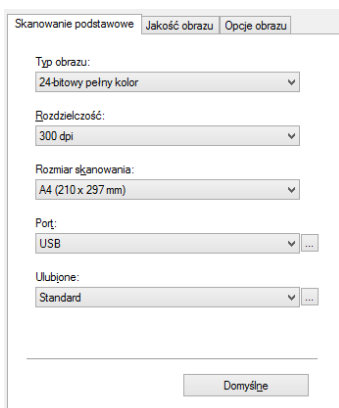 Skanowanie podstawowe Jakość obrazu Opcje obrazu
Typ obrazu:
24-bitowy pełny kolor
Rozdzielczość:
300 dpi
Rozmiar skanowania:
A4 (210 x 297 mm)
Port:
USB
...
Ulubione:
Standard
...
Domyślne